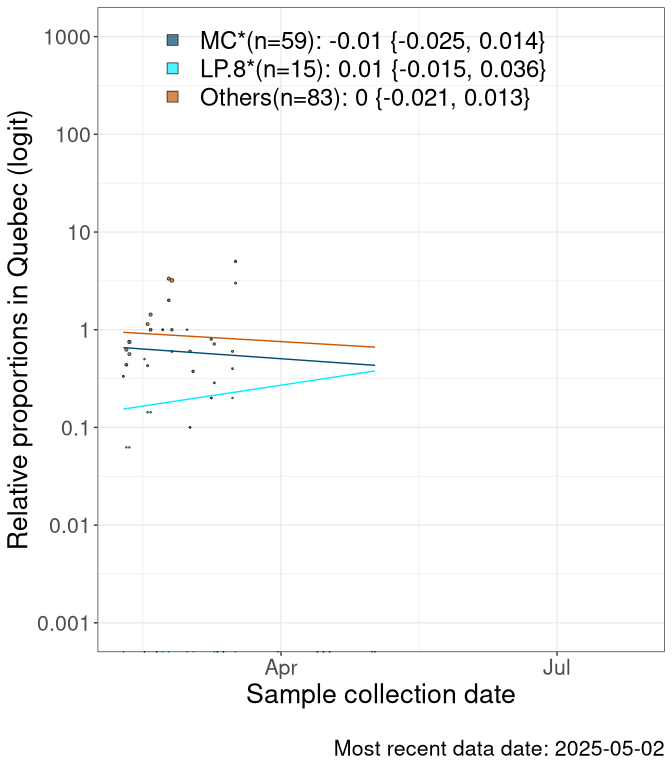 MC*(n=59): -0.01 {-0.025, 0.014}
LP.8*(n=15): 0.01 {-0.015, 0.036}
Others(n=83): 0 {-0.021, 0.013}
Relative proportions in Quebec (logit)
1000
100
10
1
0.1
0.01
0.001
Apr
Jul
Sample collection date
Most recent data date: 2025-05-02